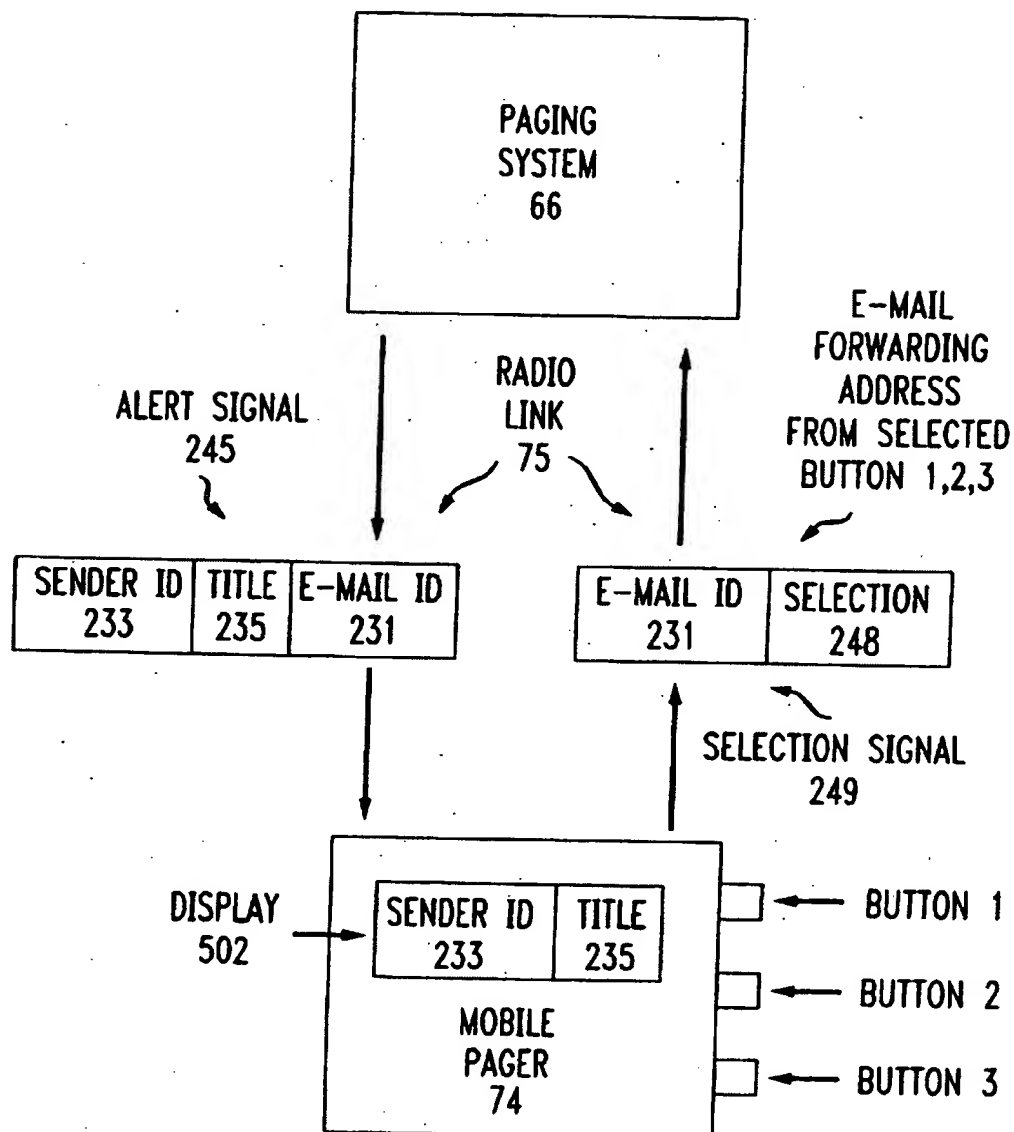 PAGING
SYSTEM
66
ALERT SIGNAL
245
RADIO
LINK
75
E-MAIL
FORWARDING
ADDRESS
FROM SELECTED
BUTTON 1,2,3
SENDER ID
233
TITLE
235
E-MAIL ID
231
E-MAIL ID
231
SELECTION
248
SELECTION SIGNAL
249
DISPLAY
502
SENDER ID
233
TITLE
235
MOBILE
PAGER
74
BUTTON 1
BUTTON 2
BUTTON 3